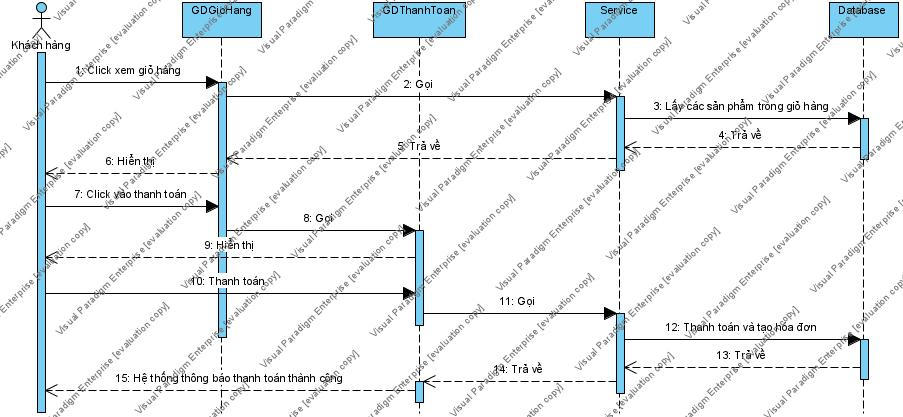 GDGioHang
GDThanhToan
Service
Database
Khách hàng
1: Click xem giỏ hàng
2: Gọi
3: Lấy các sản phẩm trong giỏ hàng
4: Trả về
5: Trả về
6: Hiển thị
7: Click vào thanh toán
8: Gọi
9: Hiển thị
10: Thanh toán
11: Gọi
12: Thanh toán và tạo hóa đơn
13: Trả về
14: Trả về
15: Hệ thống thông báo thanh toán thành công
Visual Paradigm Enterprise [evaluation copy]